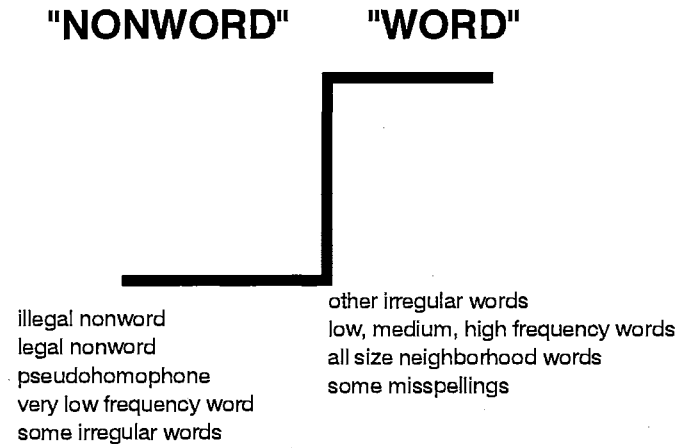 "NONWORD" "WORD"
illegal nonword
legal nonword
pseudohomophone
very low frequency word
some irregular words
other irregular words
low, medium, high frequency words
all size neighborhood words
some misspellings